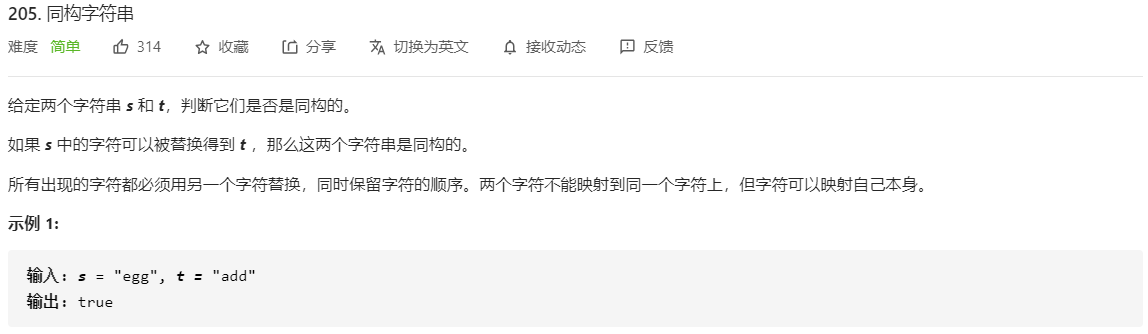 205. 同构字符串
难度 简单 314 收藏 分享 切换为英文 接收动态 反馈
给定两个字符串 s 和 t，判断它们是否是同构的。
如果 s 中的字符可以被替换得到 t ，那么这两个字符串是同构的。
所有出现的字符都必须用另一个字符替换，同时保留字符的顺序。两个字符不能映射到同一个字符上，但字符可以映射自己本身。
示例 1:
输入: s = "egg", t = "add"
输出: true